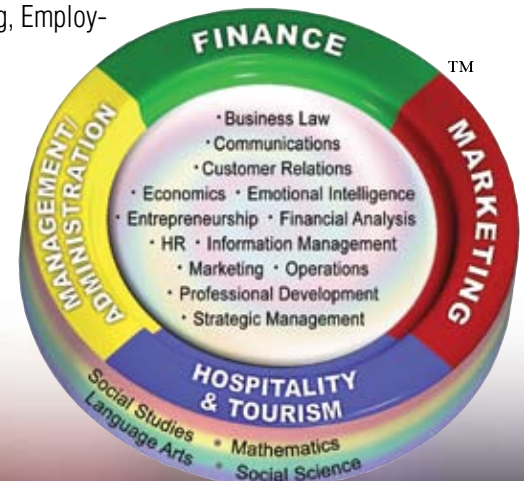 g, Employ-
FINANCE
TM
MANAGEMENT/
ADMINISTRATION
MARKETING
• Business Law
• Communications
• Customer Relations
• Economics • Emotional Intelligence
• Entrepreneurship • Financial Analysis
• HR • Information Management
• Marketing • Operations
• Professional Development
• Strategic Management
HOSPITALITY
& TOURISM
Social Studies • Mathematics
Language Arts • Social Science